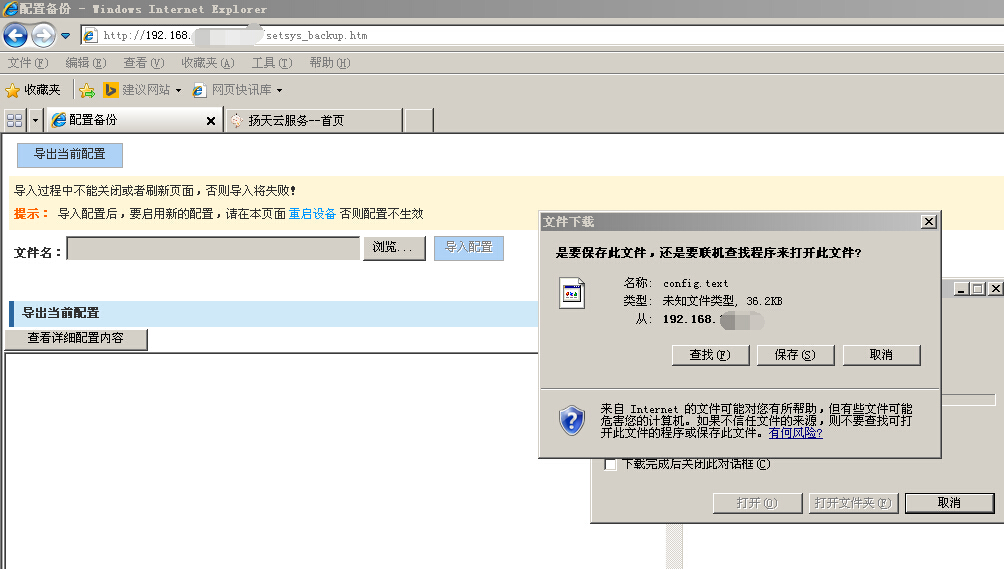 配置备份 - Windows Internet Explorer
http://192.168.
setsys_backup.htm
文件(F) 编辑(E) 查看(V) 收藏夹(A) 工具(T) 帮助(H)
收藏夹 建议网站 网页快讯库
配置备份 扬天云服务--首页
导出当前配置
导入过程中不能关闭或者刷新页面，否则导入将失败！
提示： 导入配置后，要启用新的配置，请在本页面 重启设备 否则配置不生效
文件名： 浏览... 导入配置
导出当前配置
查看详细配置内容
文件下载
是要保存此文件，还是要联机查找程序来打开此文件?
名称: config.text
类型: 未知文件类型, 36.2KB
从: 192.168.
查找(F) 保存(S) 取消
来自 Internet 的文件可能对您有所帮助，但有些文件可能
危害您的计算机。如果不信任文件的来源，则不要查找可打
开此文件的程序或保存此文件。有何风险?
下载完成后关闭此对话框(C)
打开(O) 打开文件夹(F) 取消